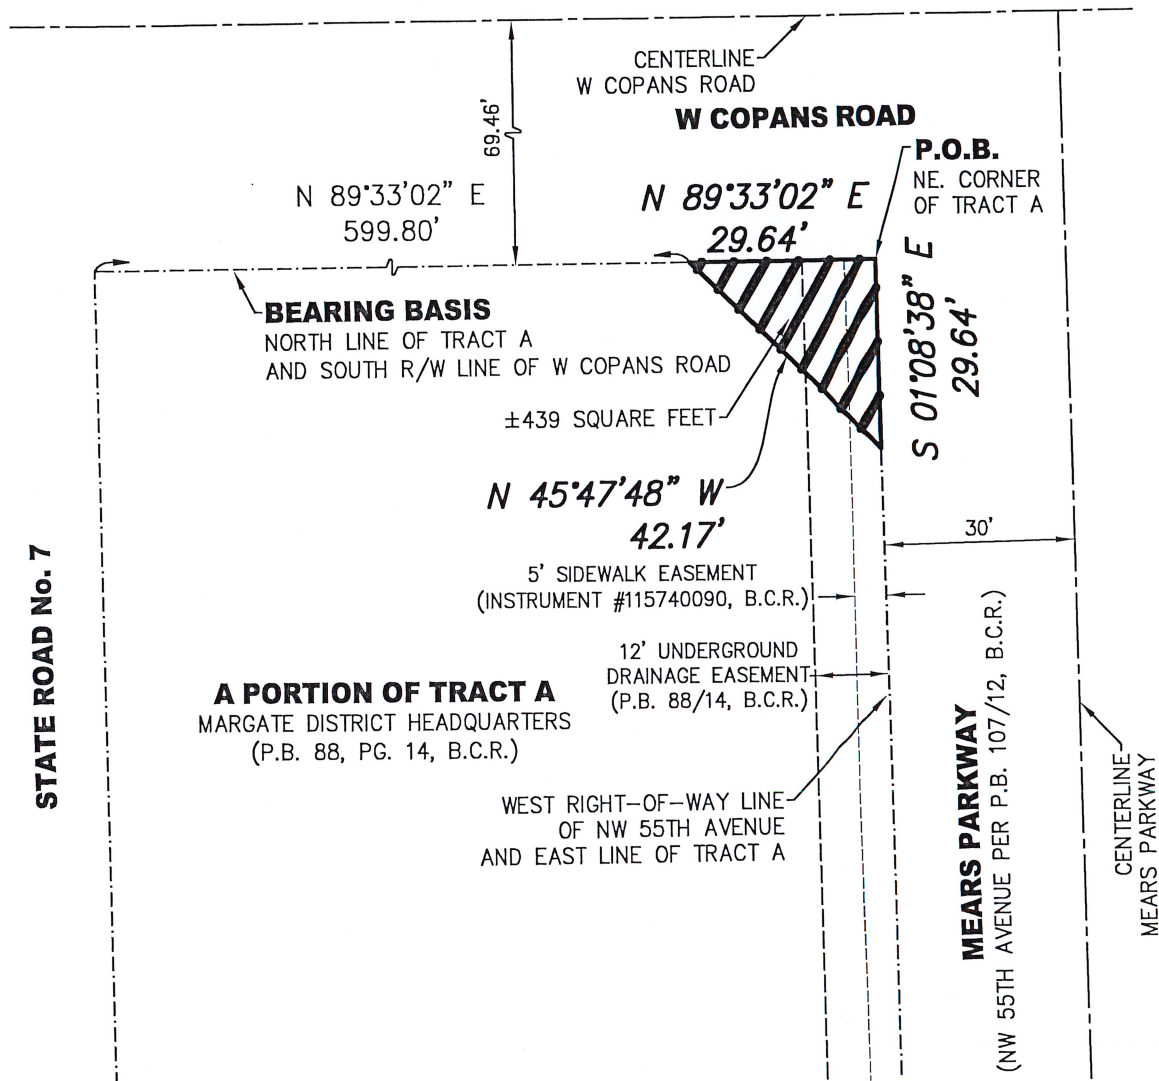 CENTERLINE
W COPANS ROAD
69.46'
W COPANS ROAD
P.O.B.
NE. CORNER
OF TRACT A
N 89°33'02" E
599.80'
N 89°33'02" E
29.64'
S 01°08'38" E
29.64'
BEARING BASIS
NORTH LINE OF TRACT A
AND SOUTH R/W LINE OF W COPANS ROAD
±439 SQUARE FEET
N 45°47'48" W
42.17'
30'
5' SIDEWALK EASEMENT
(INSTRUMENT #115740090, B.C.R.)
12' UNDERGROUND
DRAINAGE EASEMENT
(P.B. 88/14, B.C.R.)
STATE ROAD No. 7
A PORTION OF TRACT A
MARGATE DISTRICT HEADQUARTERS
(P.B. 88, PG. 14, B.C.R.)
WEST RIGHT-OF-WAY LINE
OF NW 55TH AVENUE
AND EAST LINE OF TRACT A
MEARS PARKWAY
(NW 55TH AVENUE PER P.B. 107/12, B.C.R.)
CENTERLINE
MEARS PARKWAY